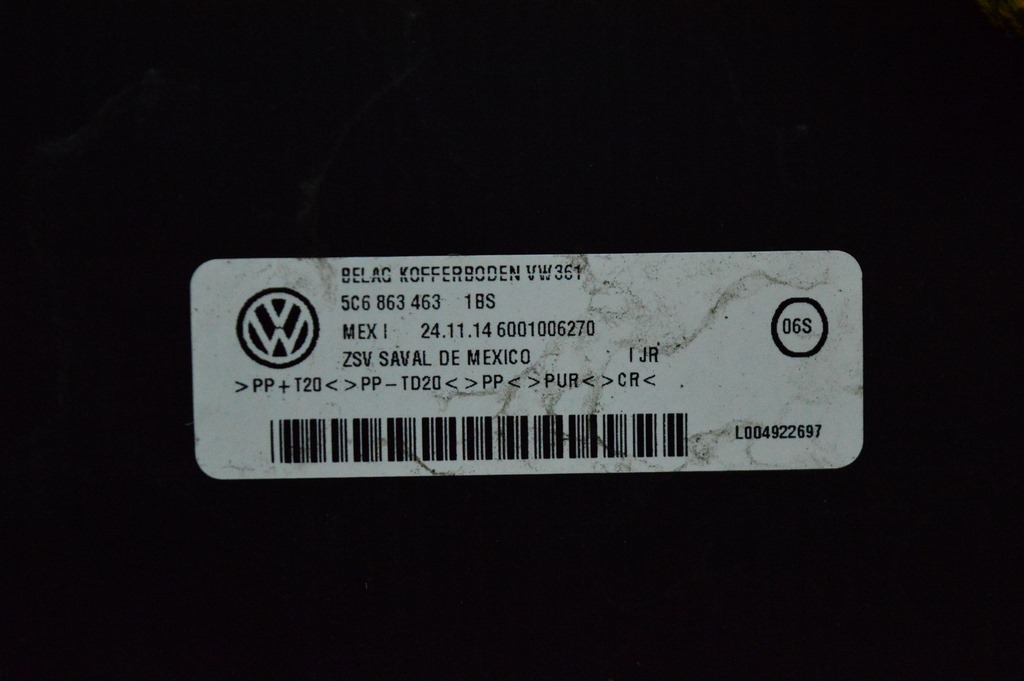 BELAG KOFFERBODEN VW361
5C6 863 463 1BS
MEX I 24.11.14 6001006270
06S
ZSV SAVAL DE MEXICO I JR
>PP+T20< >PP-TD20< >PP< >PUR< >CR<
L004922697